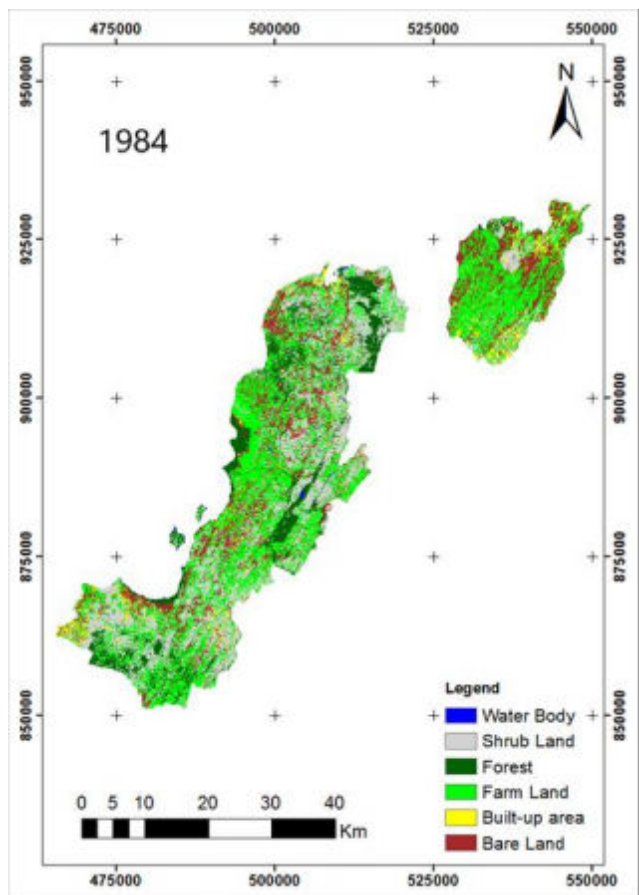 475000 500000 525000 550000
950000 950000
N
1984
925000 925000
900000 900000
875000 875000
850000 850000
Legend
Water Body
Shrub Land
Forest
Farm Land
Built-up area
Bare Land
0 5 10 20 30 40
Km
475000 500000 525000 550000